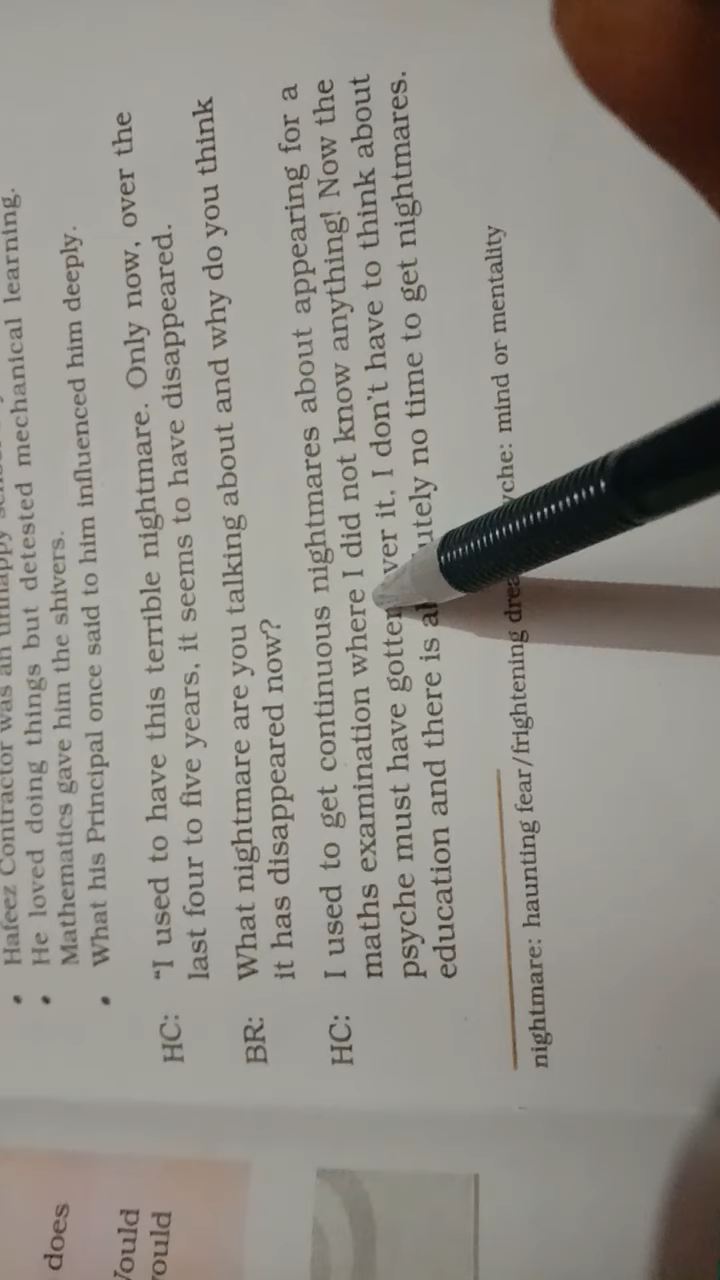 Hafeez Contractor was an unhappy
• He loved doing things but detested mechanical learning.
Mathematics gave him the shivers.
• What his Principal once said to him influenced him deeply.
HC: “I used to have this terrible nightmare. Only now, over the
last four to five years, it seems to have disappeared.
BR: What nightmare are you talking about and why do you think
it has disappeared now?
HC: I used to get continuous nightmares about appearing for a
maths examination where I did not know anything! Now the
psyche must have gotten over it, I don't have to think about
education and there is no time to get nightmares.
nightmare: haunting fear/frightening mind or mentality
does